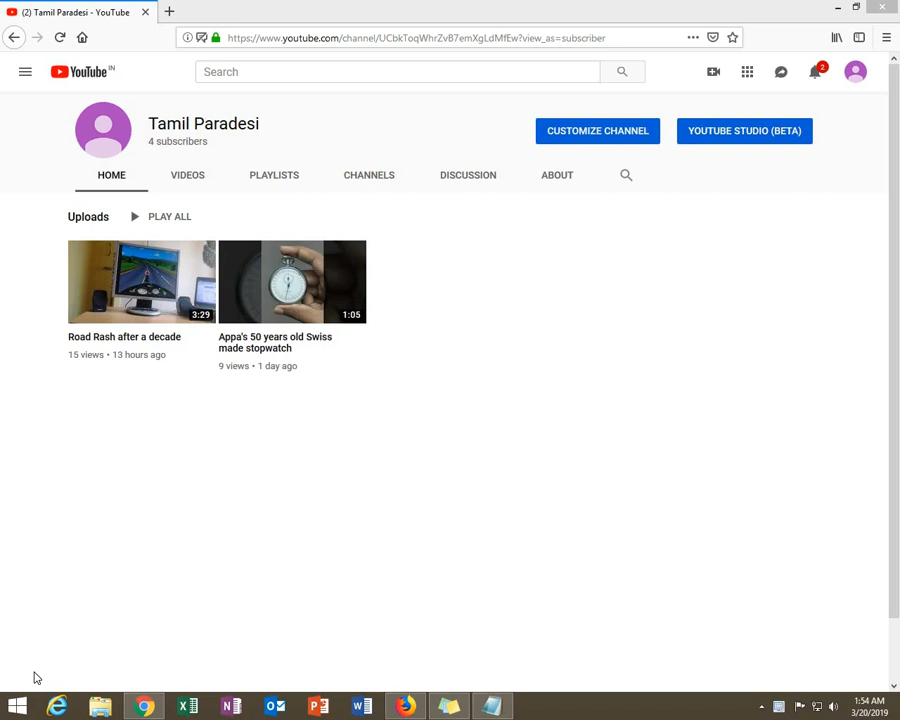 (2) Tamil Paradesi - YouTube
https://www.youtube.com/channel/UCbkToqWhrZvB7emXgLdMfEw?view_as=subscriber
YouTube IN
Search
2
Tamil Paradesi
4 subscribers
CUSTOMIZE CHANNEL
YOUTUBE STUDIO (BETA)
HOME VIDEOS PLAYLISTS CHANNELS DISCUSSION ABOUT
Uploads PLAY ALL
3:29
1:05
Road Rash after a decade
15 views • 13 hours ago
Appa's 50 years old Swiss
made stopwatch
9 views • 1 day ago
1:54 AM
3/20/2019